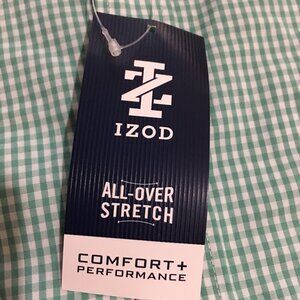 IZOD
ALL-OVER
STRETCH
COMFORT+
PERFORMANCE